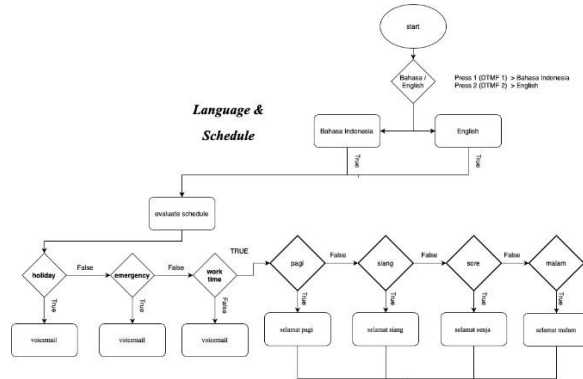 start
Bahasa /
English
Press 1 (DTMF 1) > Bahasa Indonesia
Press 2 (DTMF 2) > English
Language &
Schedule
Bahasa Indonesia
English
True
True
evaluate schedule
holiday
False
emergency
False
work
time
TRUE
pagi
False
siang
False
sore
False
malam
True
True
False
True
True
True
True
voicemail
voicemail
voicemail
selamat pagi
selamat siang
selamat senja
selamat malam